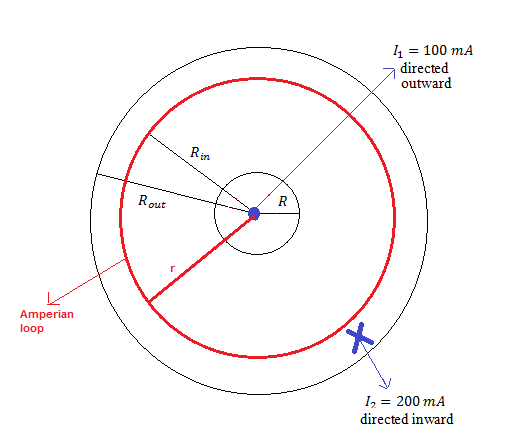 I₁ = 100 mA
directed
outward
R_in
R
R_out
r
Amperian
loop
I₂ = 200 mA
directed inward